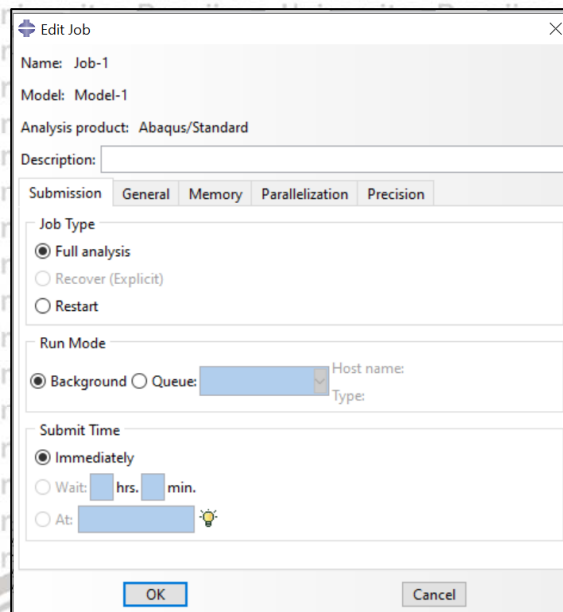 Edit Job
Name: Job-1
Model: Model-1
Analysis product: Abaqus/Standard
Description:
Submission General Memory Parallelization Precision
Job Type
Full analysis
Recover (Explicit)
Restart
Run Mode
Background Queue: Host name:
Type:
Submit Time
Immediately
Wait: hrs. min.
At:
OK Cancel